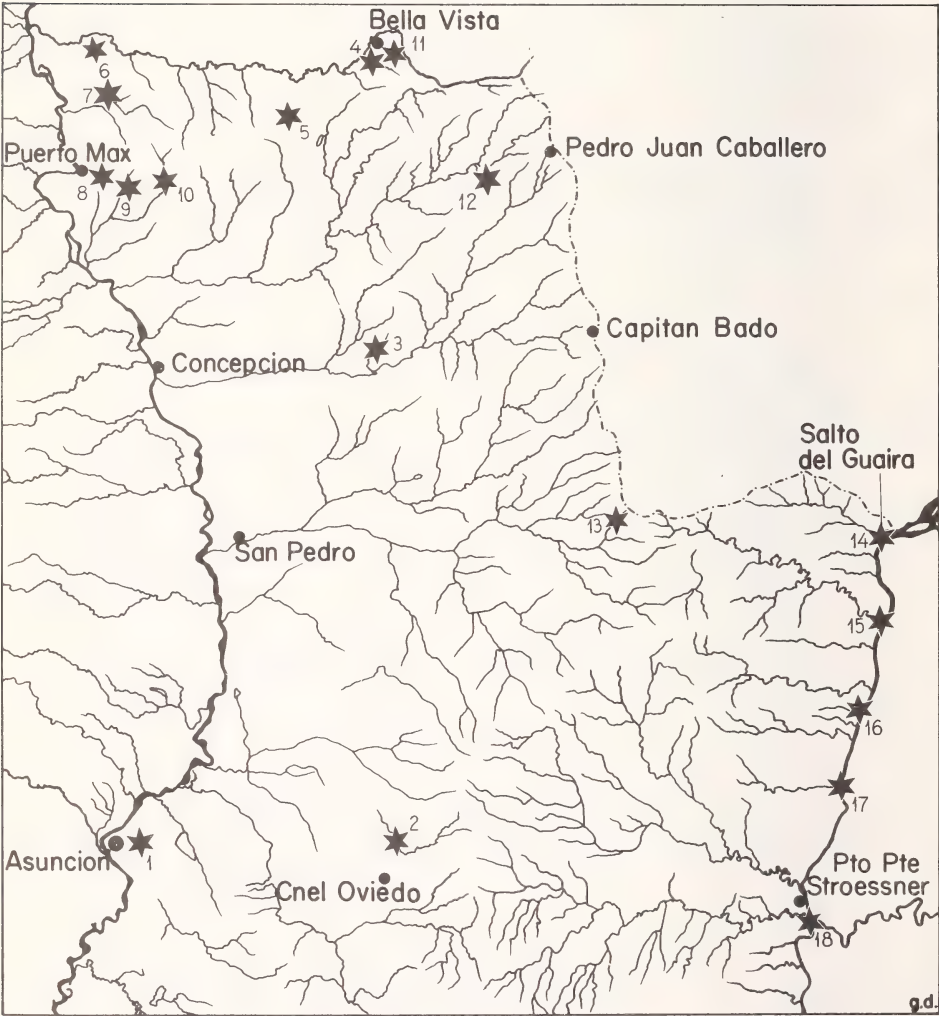 Bella Vista
4
11
6
7
5
Pedro Juan Caballero
Puerto Max
8
9
10
12
Capitan Bado
3
Concepcion
Salto
del Guaira
13
14
San Pedro
15
16
17
2
1
Asuncion
Cnel Oviedo
Pto Pte
Stroessner
18
g.d.